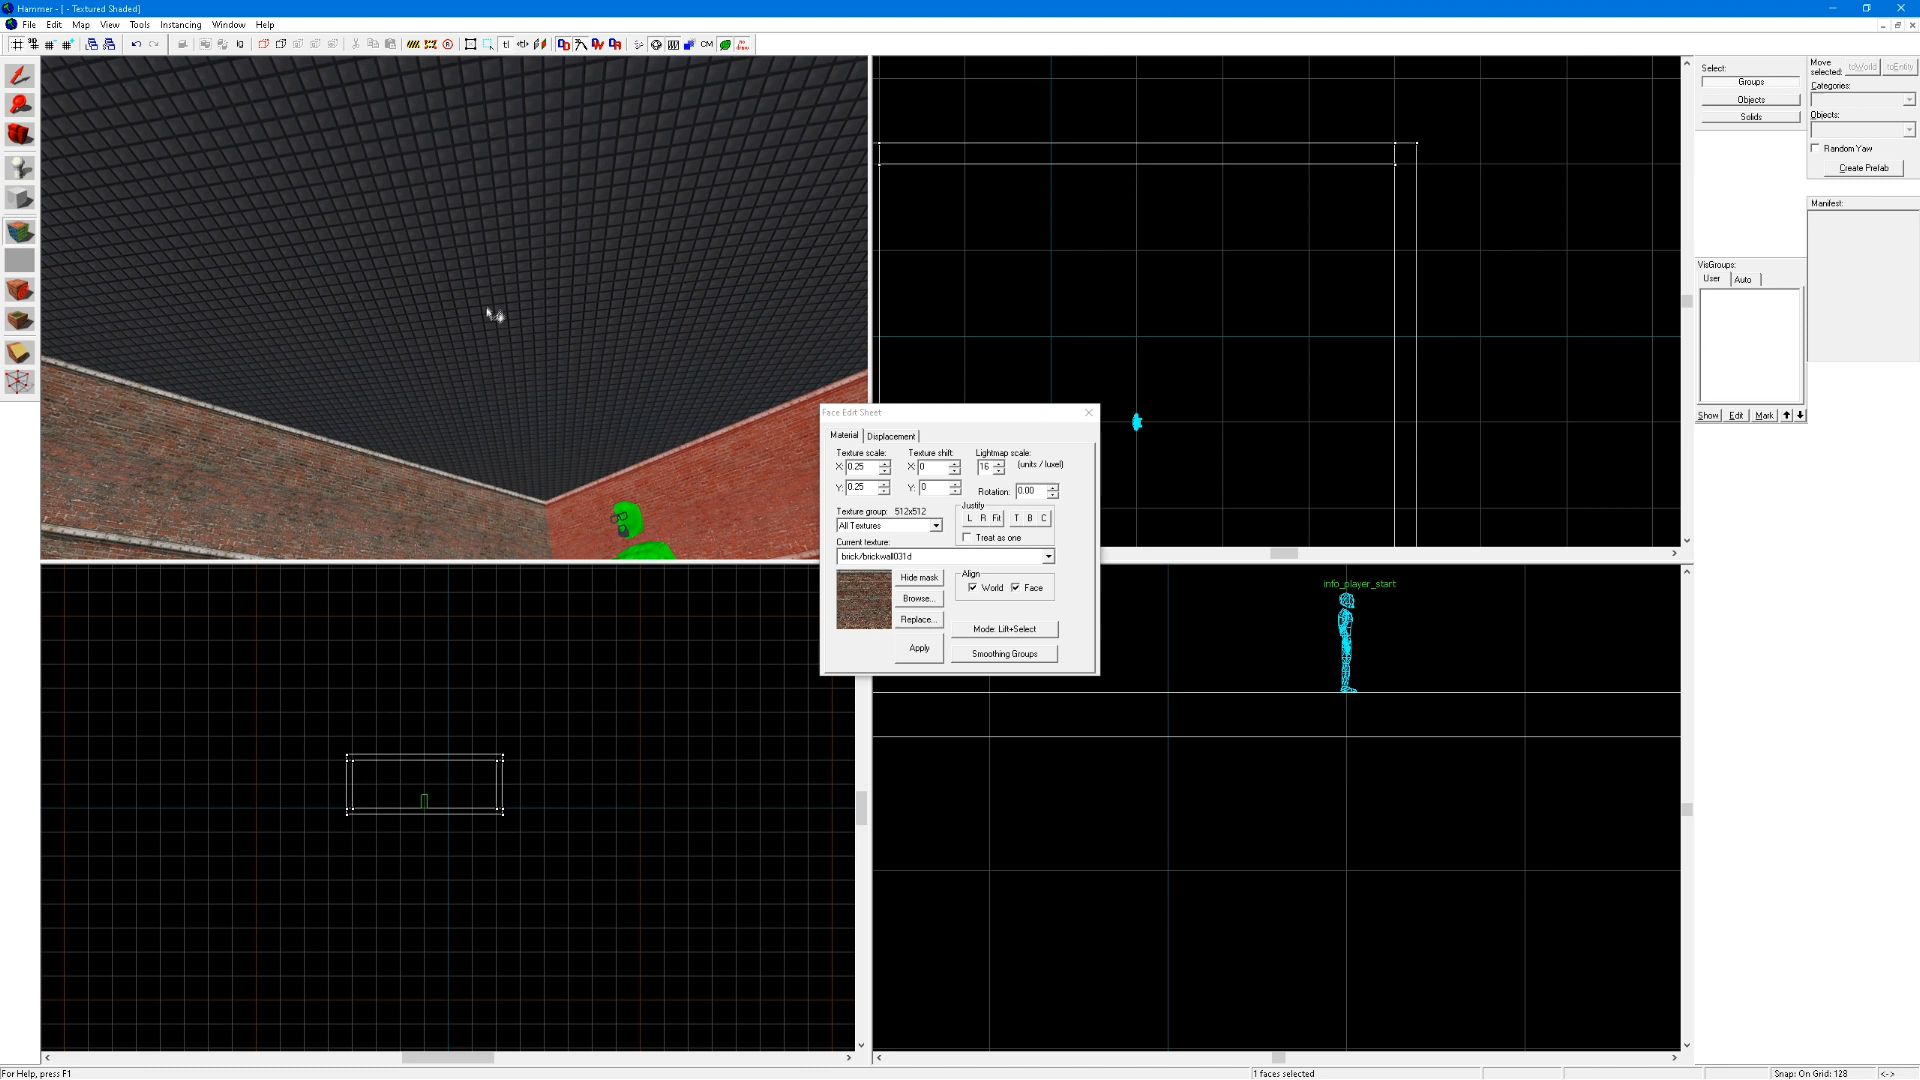 Hammer - [ - Textured Shaded]
File Edit Map View Tools Instancing Window Help
CM
Select:
Groups
Objects
Solids
Move selected:
toWorld
toEntity
Categories:
Objects:
Random Yaw
Create Prefab
Manifest:
VisGroups:
User Auto
Show Edit Mark
Face Edit Sheet
Material Displacement
Texture scale: Texture shift: Lightmap scale:
X: 0.25 X: 0 16 (units / luxel)
Y: 0.25 Y: 0 Rotation: 0.00
Texture group: 512x512
Justify
All Textures
L R Fit T B C
Treat as one
Current texture:
brick/brickwall031d
Hide mask
Align
World Face
Browse...
Replace...
Mode: Lift+Select
Apply
Smoothing Groups
info_player_start
For Help, press F1
1 faces selected
Snap: On Grid: 128
<->